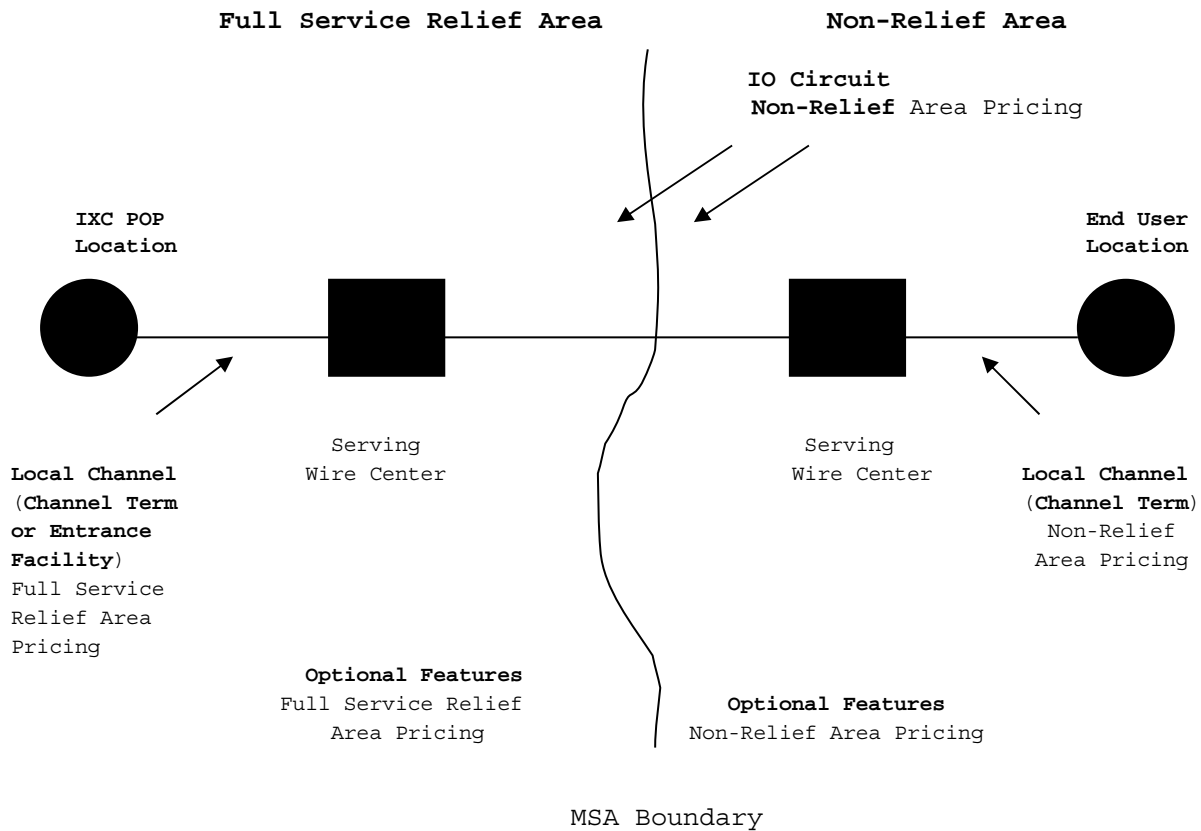 Full Service Relief Area
Non-Relief Area
IO Circuit
Non-Relief Area Pricing
IXC POP
Location
End User
Location
Serving
Wire Center
Serving
Wire Center
Local Channel
(Channel Term
or Entrance
Facility)
Full Service
Relief Area
Pricing
Local Channel
(Channel Term)
Non-Relief
Area Pricing
Optional Features
Full Service Relief
Area Pricing
Optional Features
Non-Relief Area Pricing
MSA Boundary